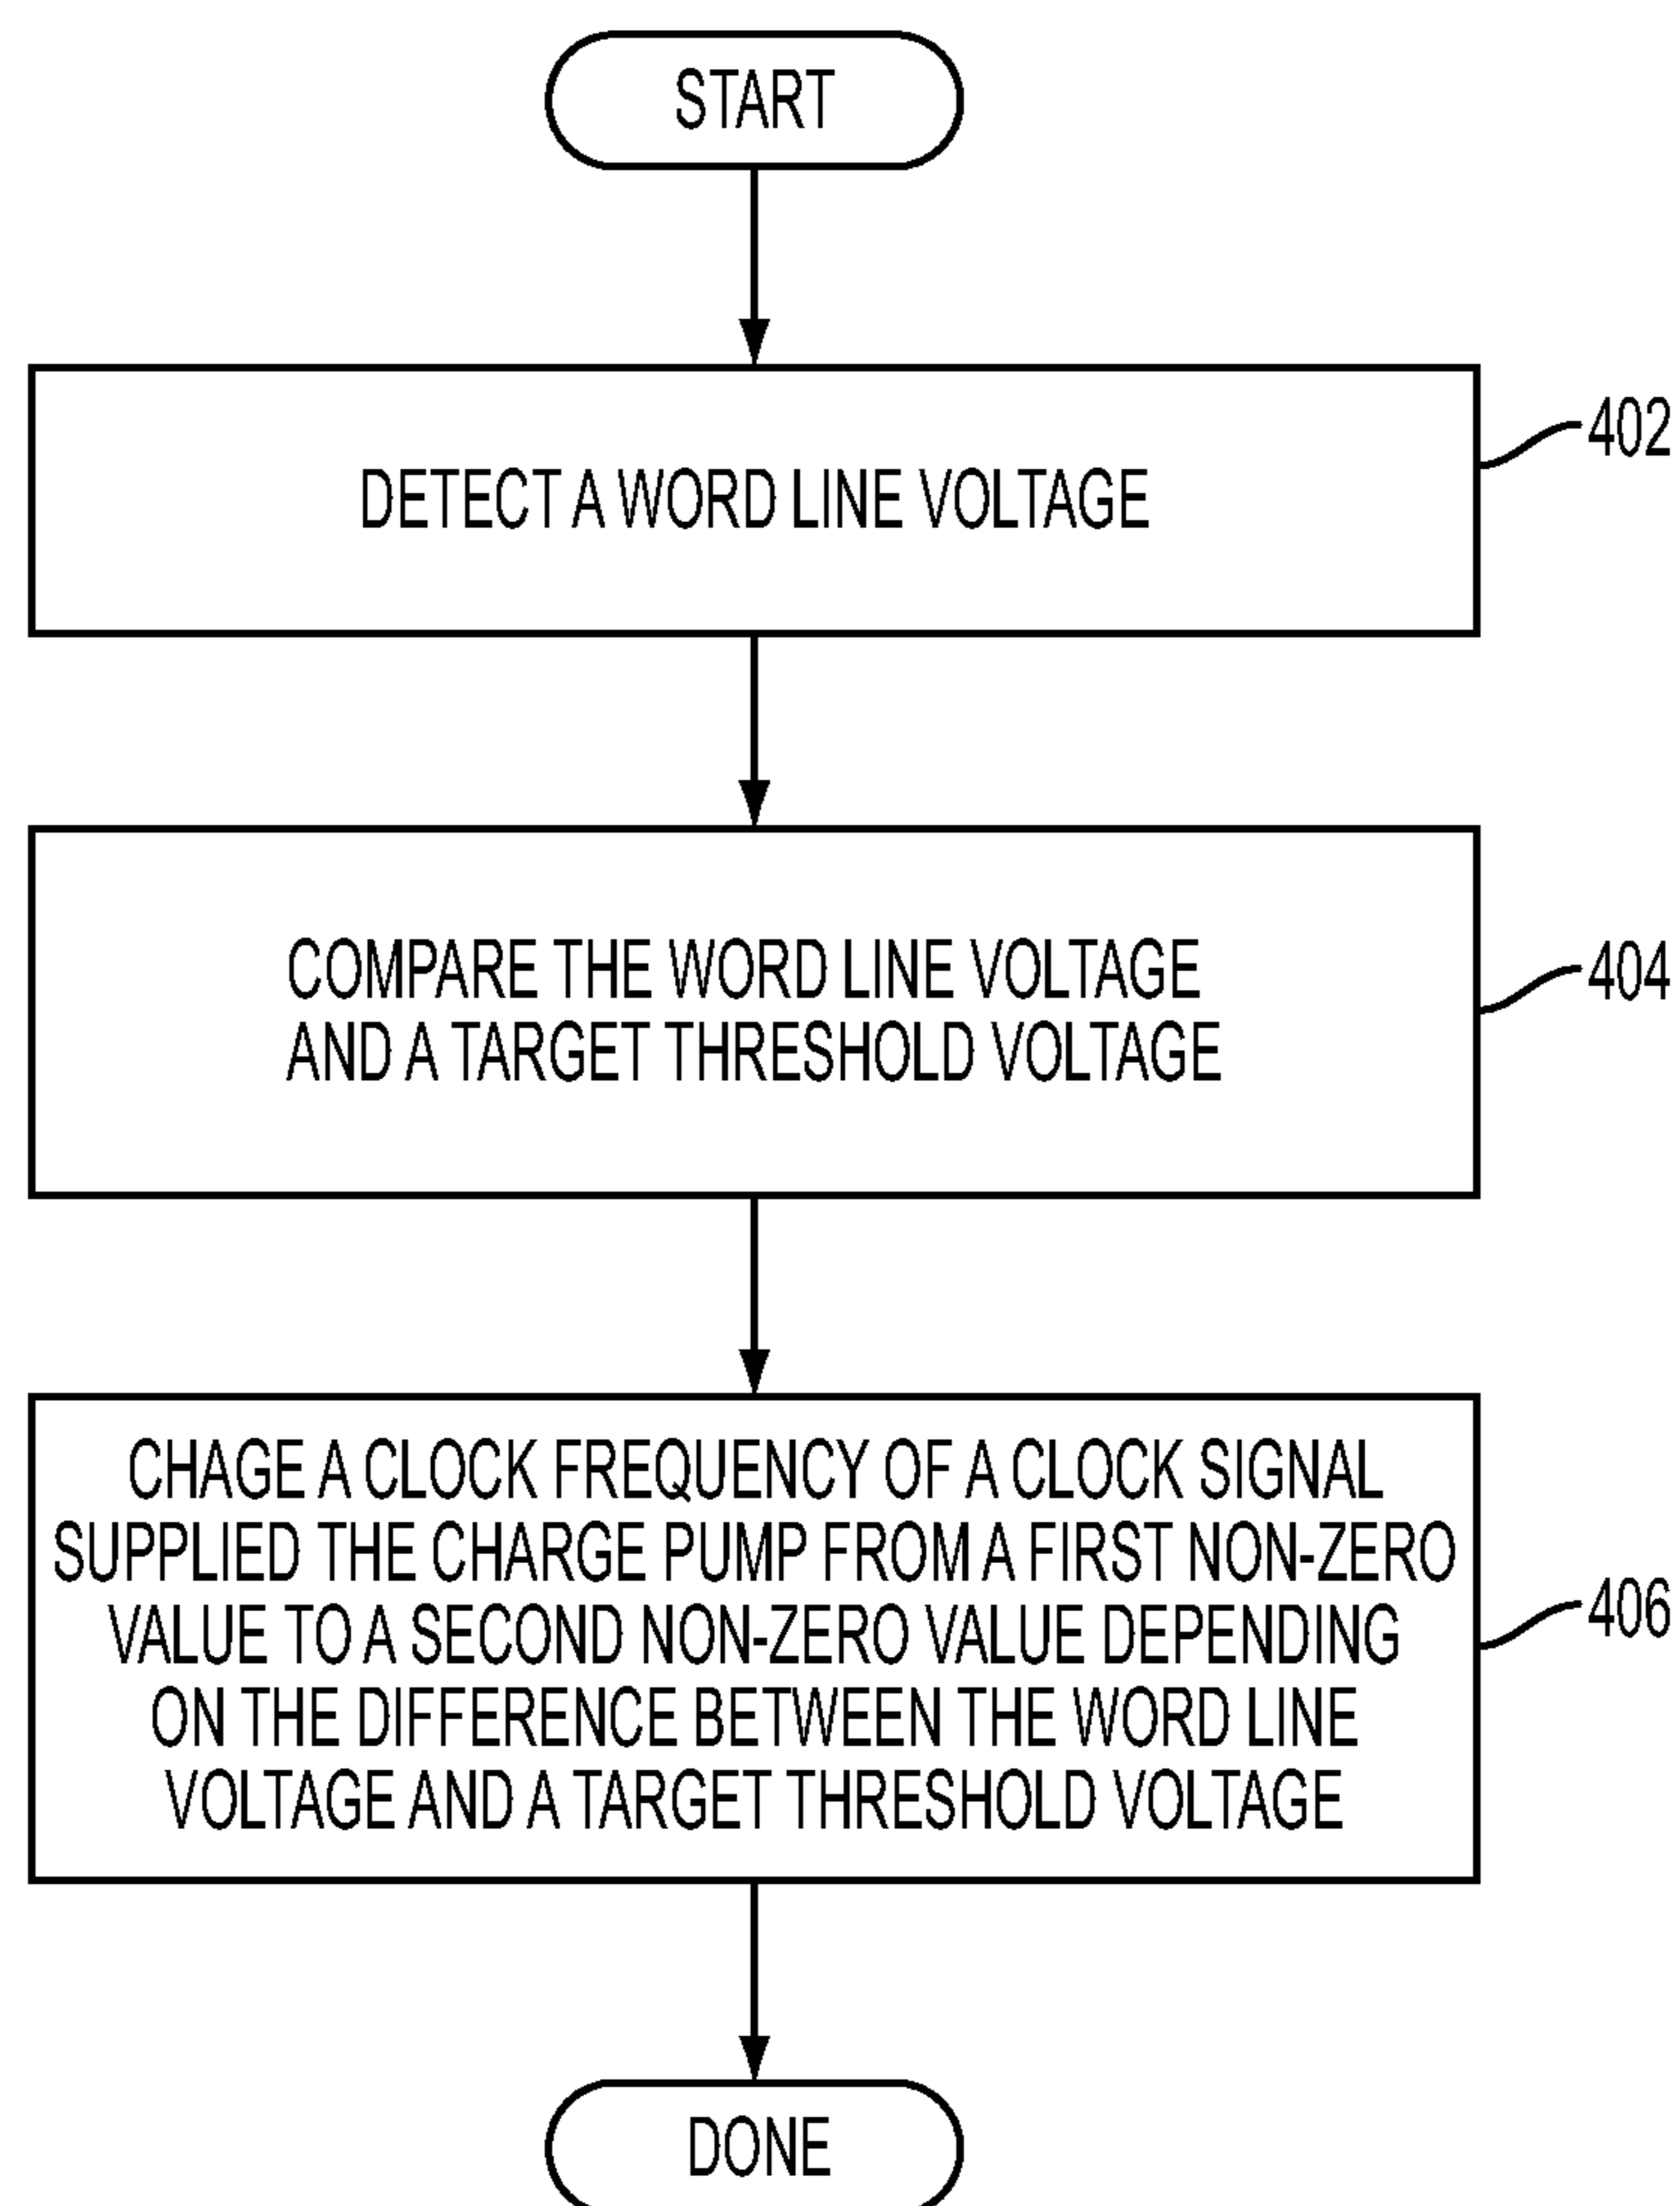 START
DETECT A WORD LINE VOLTAGE
402
COMPARE THE WORD LINE VOLTAGE
AND A TARGET THRESHOLD VOLTAGE
404
CHAGE A CLOCK FREQUENCY OF A CLOCK SIGNAL
SUPPLIED THE CHARGE PUMP FROM A FIRST NON-ZERO
VALUE TO A SECOND NON-ZERO VALUE DEPENDING
ON THE DIFFERENCE BETWEEN THE WORD LINE
VOLTAGE AND A TARGET THRESHOLD VOLTAGE
406
DONE